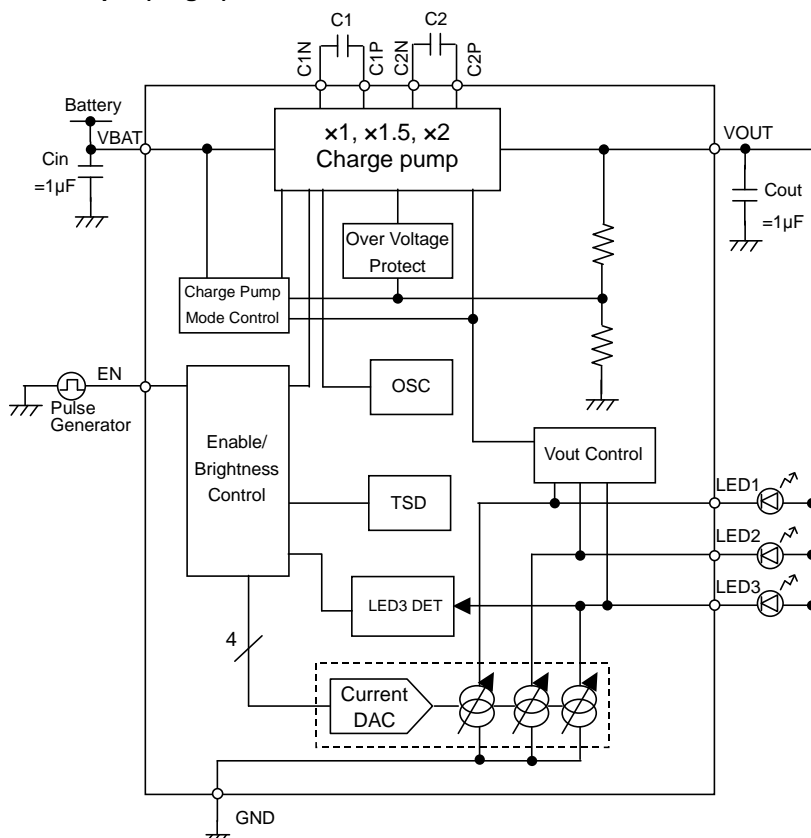 C1
C2
C1N
C1P
C2N
C2P
Battery
VBAT
Cin
=1µF
×1, ×1.5, ×2
Charge pump
VOUT
Cout
=1µF
Over Voltage
Protect
Charge Pump
Mode Control
EN
Pulse
Generator
Enable/
Brightness
Control
OSC
TSD
Vout Control
LED1
LED2
LED3
LED3 DET
4
Current
DAC
GND